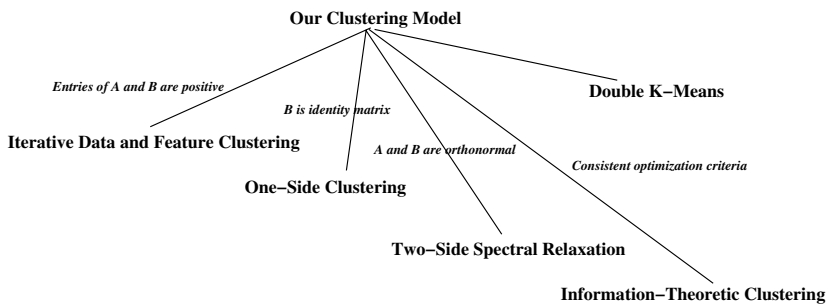 Our Clustering Model
Entries of A and B are positive
Double K−Means
B is identity matrix
Iterative Data and Feature Clustering
A and B are orthonormal
Consistent optimization criteria
One−Side Clustering
Two−Side Spectral Relaxation
Information−Theoretic Clustering